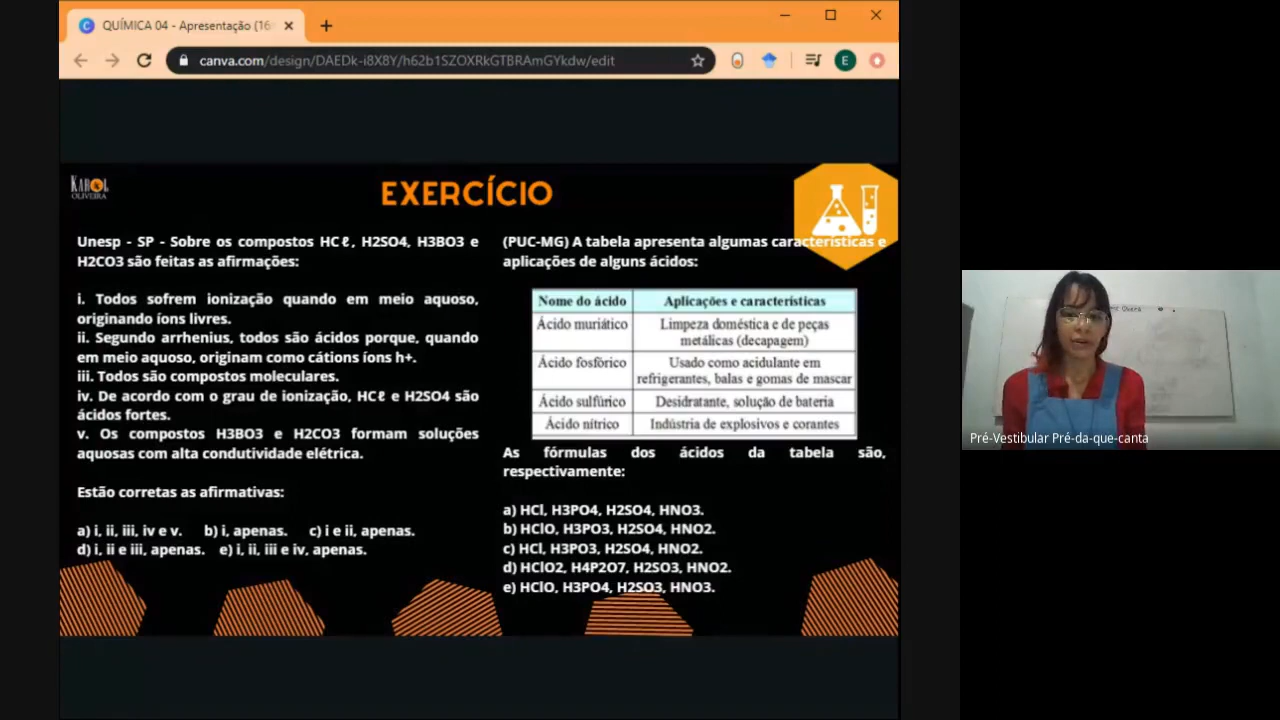 QUÍMICA 04 - Apresentação (16
canva.com/design/DAEDk-i8X8Y/h62b1SZOXRkGTBRAmGYkdw/edit
E
KAROL
OLIVEIRA
EXERCÍCIO
Unesp - SP - Sobre os compostos HCℓ, H2SO4, H3BO3 e
H2CO3 são feitas as afirmações:
i. Todos sofrem ionização quando em meio aquoso,
originando íons livres.
ii. Segundo arrhenius, todos são ácidos porque, quando
em meio aquoso, originam como cátions íons h+.
iii. Todos são compostos moleculares.
iv. De acordo com o grau de ionização, HCℓ e H2SO4 são
ácidos fortes.
v. Os compostos H3BO3 e H2CO3 formam soluções
aquosas com alta condutividade elétrica.
Estão corretas as afirmativas:
a) i, ii, iii, iv e v. b) i, apenas. c) i e ii, apenas.
d) i, ii e iii, apenas. e) i, ii, iii e iv, apenas.
(PUC-MG) A tabela apresenta algumas características e
aplicações de alguns ácidos:
Nome do ácido Aplicações e características
Ácido muriático Limpeza doméstica e de peças
metálicas (decapagem)
Ácido fosfórico Usado como acidulante em
refrigerantes, balas e gomas de mascar
Ácido sulfúrico Desidratante, solução de bateria
Ácido nítrico Indústria de explosivos e corantes
As fórmulas dos ácidos da tabela são,
respectivamente:
a) HCl, H3PO4, H2SO4, HNO3.
b) HClO, H3PO3, H2SO4, HNO2.
c) HCl, H3PO3, H2SO4, HNO2.
d) HClO2, H4P2O7, H2SO3, HNO2.
e) HClO, H3PO4, H2SO3, HNO3.
Pré-Vestibular Pré-da-que-canta